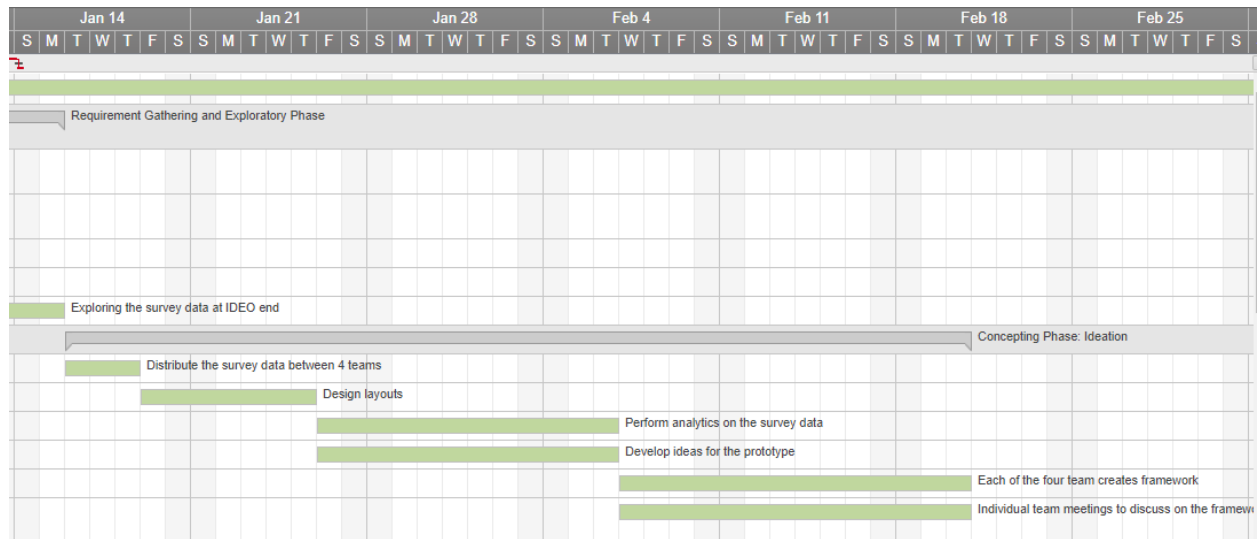 Jan 14 Jan 21 Jan 28 Feb 4 Feb 11 Feb 18 Feb 25
S M T W T F S S M T W T F S S M T W T F S S M T W T F S S M T W T F S S M T W T F S S M T W T F S
Requirement Gathering and Exploratory Phase
Exploring the survey data at IDEO end
Concepting Phase: Ideation
Distribute the survey data between 4 teams
Design layouts
Perform analytics on the survey data
Develop ideas for the prototype
Each of the four team creates framework
Individual team meetings to discuss on the framew